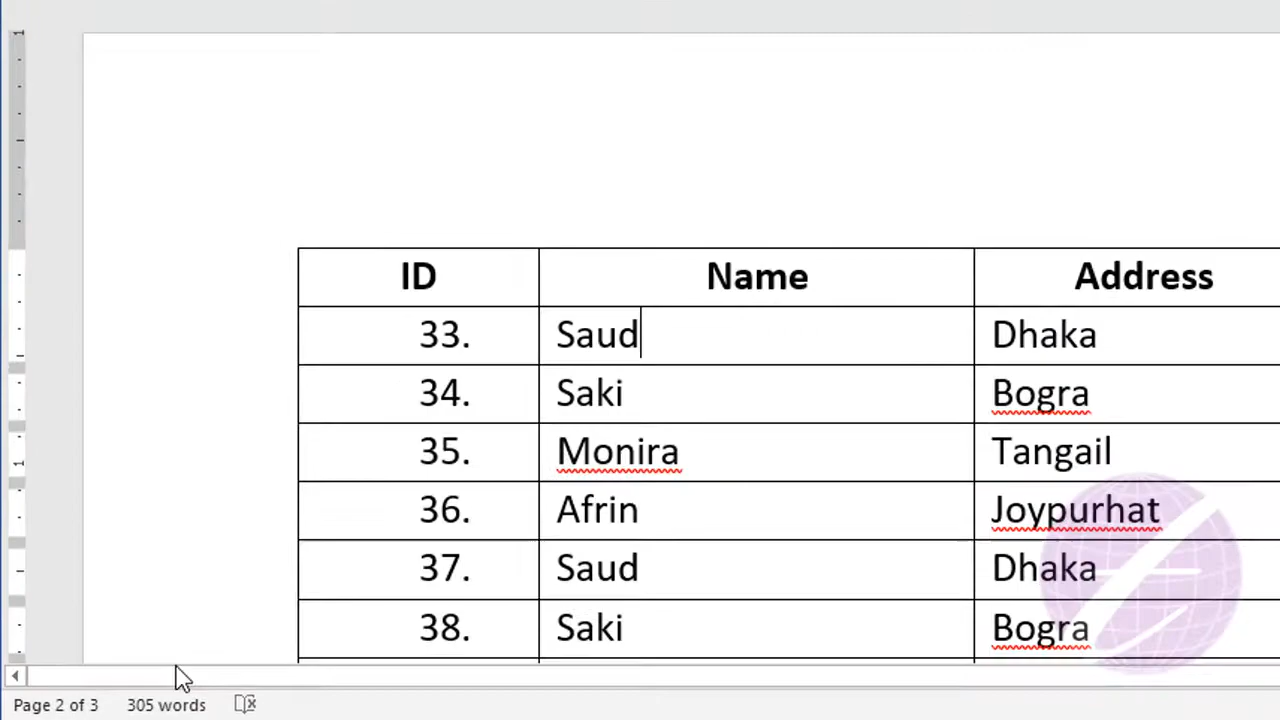 ID Name Address
33. Saud Dhaka
34. Saki Bogra
35. Monira Tangail
36. Afrin Joypurhat
37. Saud Dhaka
38. Saki Bogra
Page 2 of 3 305 words